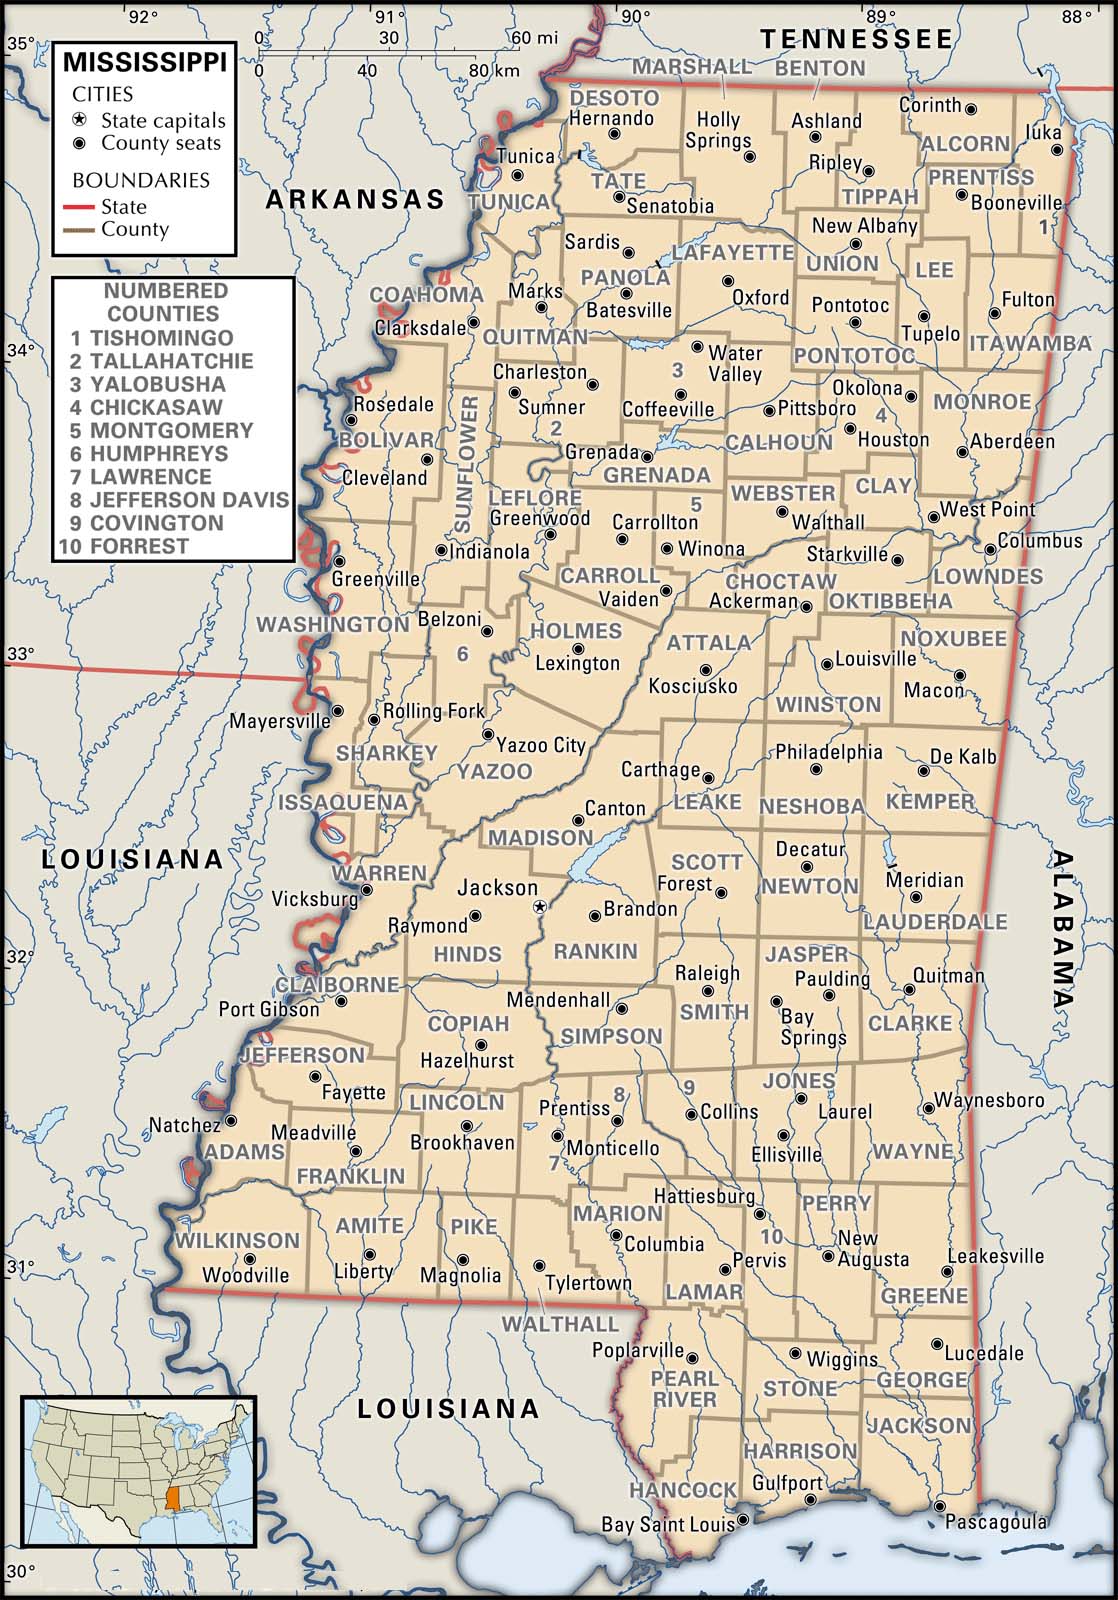 92°
91°
90°
89°
88°
35°
34°
33°
32°
31°
30°
0 30 60 mi
0 40 80 km
MISSISSIPPI
CITIES
State capitals
County seats
BOUNDARIES
State
County
NUMBERED
COUNTIES
1 TISHOMINGO
2 TALLAHATCHIE
3 YALOBUSHA
4 CHICKASAW
5 MONTGOMERY
6 HUMPHREYS
7 LAWRENCE
8 JEFFERSON DAVIS
9 COVINGTON
10 FORREST
TENNESSEE
ARKANSAS
LOUISIANA
LOUISIANA
ALABAMA
MARSHALL
BENTON
DESOTO
Hernando
Holly
Springs
Ashland
Corinth
Iuka
ALCORN
Tunica
TUNICA
TATE
Senatobia
Ripley
TIPPAH
PRENTISS
Booneville
1
Sardis
PANOLA
Batesville
LAFAYETTE
Oxford
New Albany
UNION
LEE
COAHOMA
Clarksdale
Marks
QUITMAN
Pontotoc
PONTOTOC
Tupelo
Fulton
ITAWAMBA
Charleston
Sumner
2
Water
Valley
3
Coffeeville
Okolona
4
Pittsboro
CALHOUN
Houston
MONROE
Aberdeen
Rosedale
BOLIVAR
Cleveland
SUNFLOWER
Grenada
GRENADA
LEFLORE
Greenwood
Carrollton
5
Winona
WEBSTER
Walthall
CLAY
West Point
Columbus
Starkville
LOWNDES
Indianola
Greenville
WASHINGTON
CARROLL
Vaiden
CHOCTAW
Ackerman
OKTIBBEHA
Belzoni
6
HOLMES
Lexington
ATTALA
Kosciusko
Louisville
WINSTON
NOXUBEE
Macon
Mayersville
Rolling Fork
SHARKEY
Yazoo City
YAZOO
ISSAQUENA
Philadelphia
NESHOBA
De Kalb
KEMPER
Carthage
LEAKE
Canton
MADISON
WARREN
Vicksburg
Jackson
Raymond
HINDS
Brandon
RANKIN
SCOTT
Forest
Decatur
NEWTON
Meridian
LAUDERDALE
CLAIBORNE
Port Gibson
COPIAH
Hazelhurst
Mendenhall
SIMPSON
Raleigh
SMITH
JASPER
Paulding
Bay
Springs
Quitman
CLARKE
JEFFERSON
Fayette
Natchez
ADAMS
Meadville
FRANKLIN
LINCOLN
Brookhaven
Prentiss
8
Monticello
7
9
Collins
JONES
Laurel
Ellisville
Waynesboro
WAYNE
WILKINSON
Woodville
AMITE
Liberty
PIKE
Magnolia
Tylertown
WALTHALL
MARION
Columbia
Hattiesburg
10
Pervis
LAMAR
PERRY
New
Augusta
Leakesville
GREENE
Poplarville
PEARL
RIVER
Wiggins
STONE
Lucedale
GEORGE
JACKSON
HARRISON
Gulfport
HANCOCK
Bay Saint Louis
Pascagoula